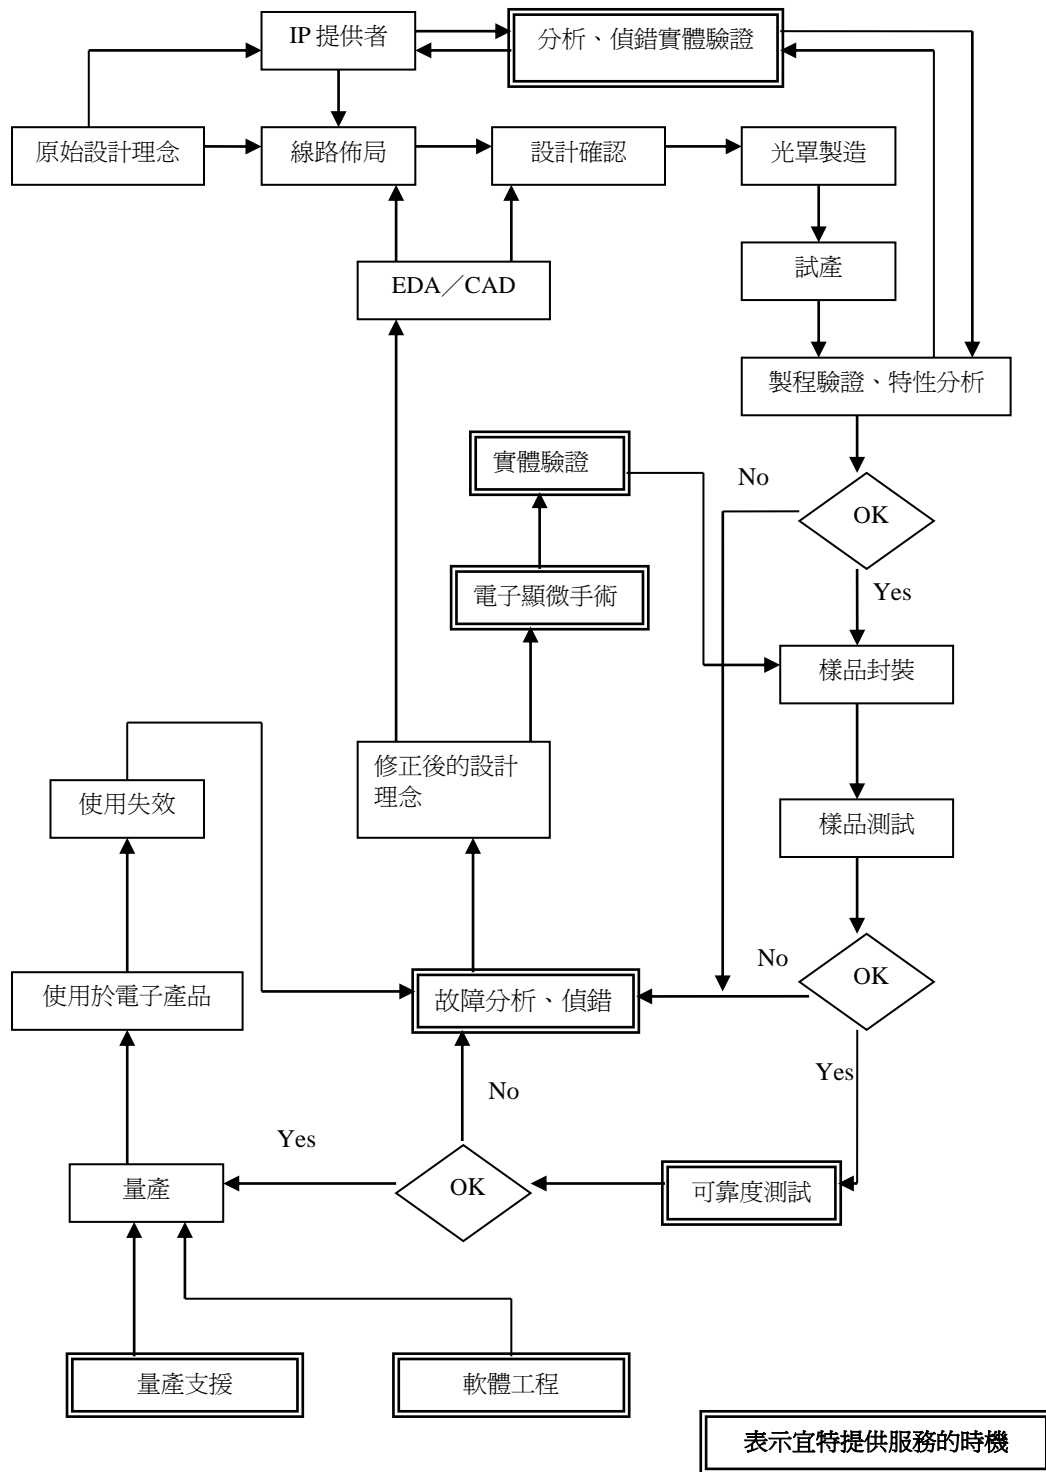 IP 提供者
分析、偵錯實體驗證
原始設計理念
線路佈局
設計確認
光罩製造
試產
EDA／CAD
製程驗證、特性分析
實體驗證
No
OK
電子顯微手術
Yes
樣品封裝
修正後的設計
理念
使用失效
樣品測試
No
OK
使用於電子產品
故障分析、偵錯
Yes
No
Yes
量產
OK
可靠度測試
量產支援
軟體工程
表示宜特提供服務的時機